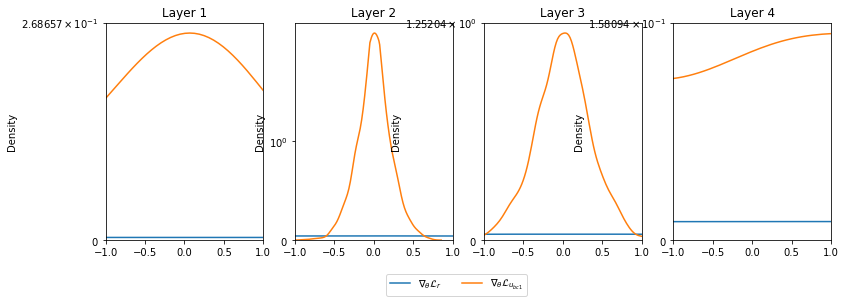 Layer 1
Layer 2
Layer 3
Layer 4
2.68657 × 10⁻¹
1.25204 × 10⁰
1.58094 × 10⁻¹
Density
Density
Density
Density
10⁰
0
0
0
0
−1.0 −0.5 0.0 0.5 1.0
−1.0 −0.5 0.0 0.5 1.0
−1.0 −0.5 0.0 0.5 1.0
−1.0 −0.5 0.0 0.5 1.0
∇θℒr
∇θℒu_bc1